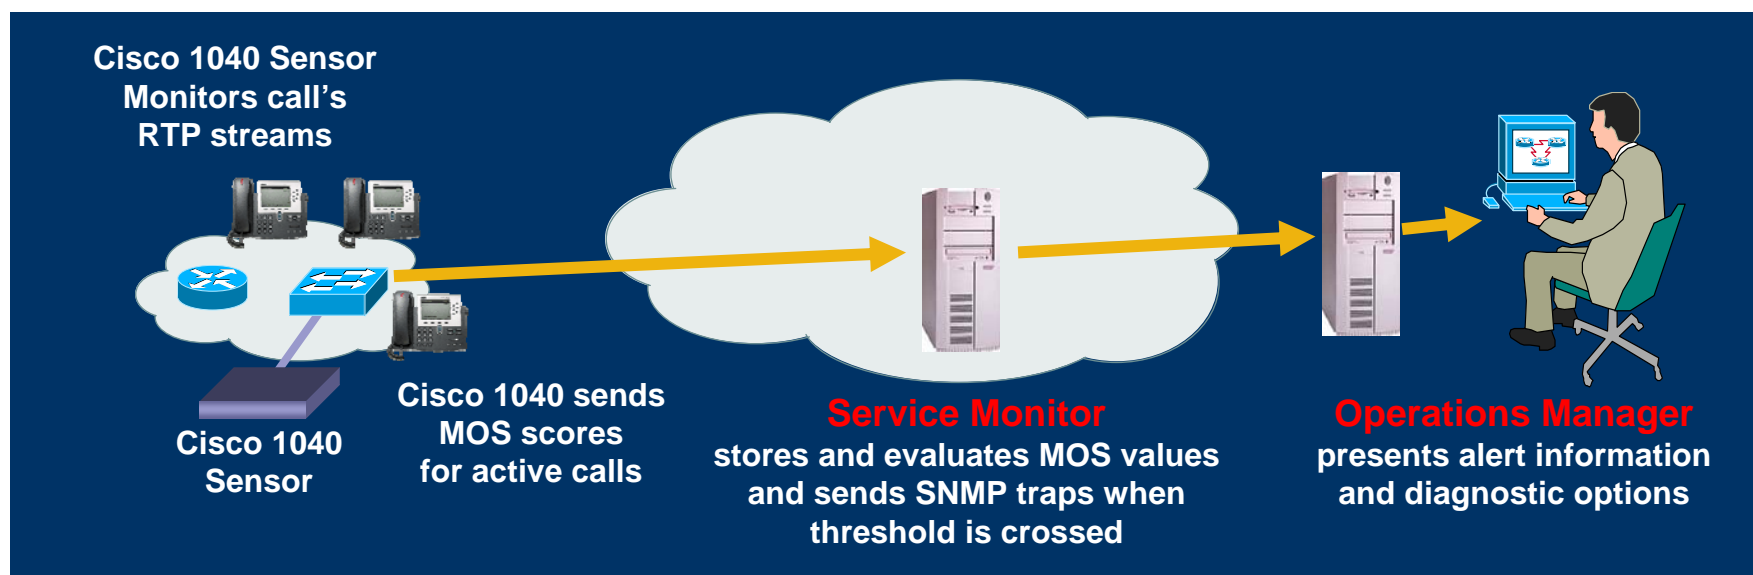 Cisco 1040 Sensor
Monitors call’s
RTP streams
Cisco 1040
Sensor
Cisco 1040 sends
MOS scores
for active calls
Service Monitor
stores and evaluates MOS values
and sends SNMP traps when
threshold is crossed
Operations Manager
presents alert information
and diagnostic options